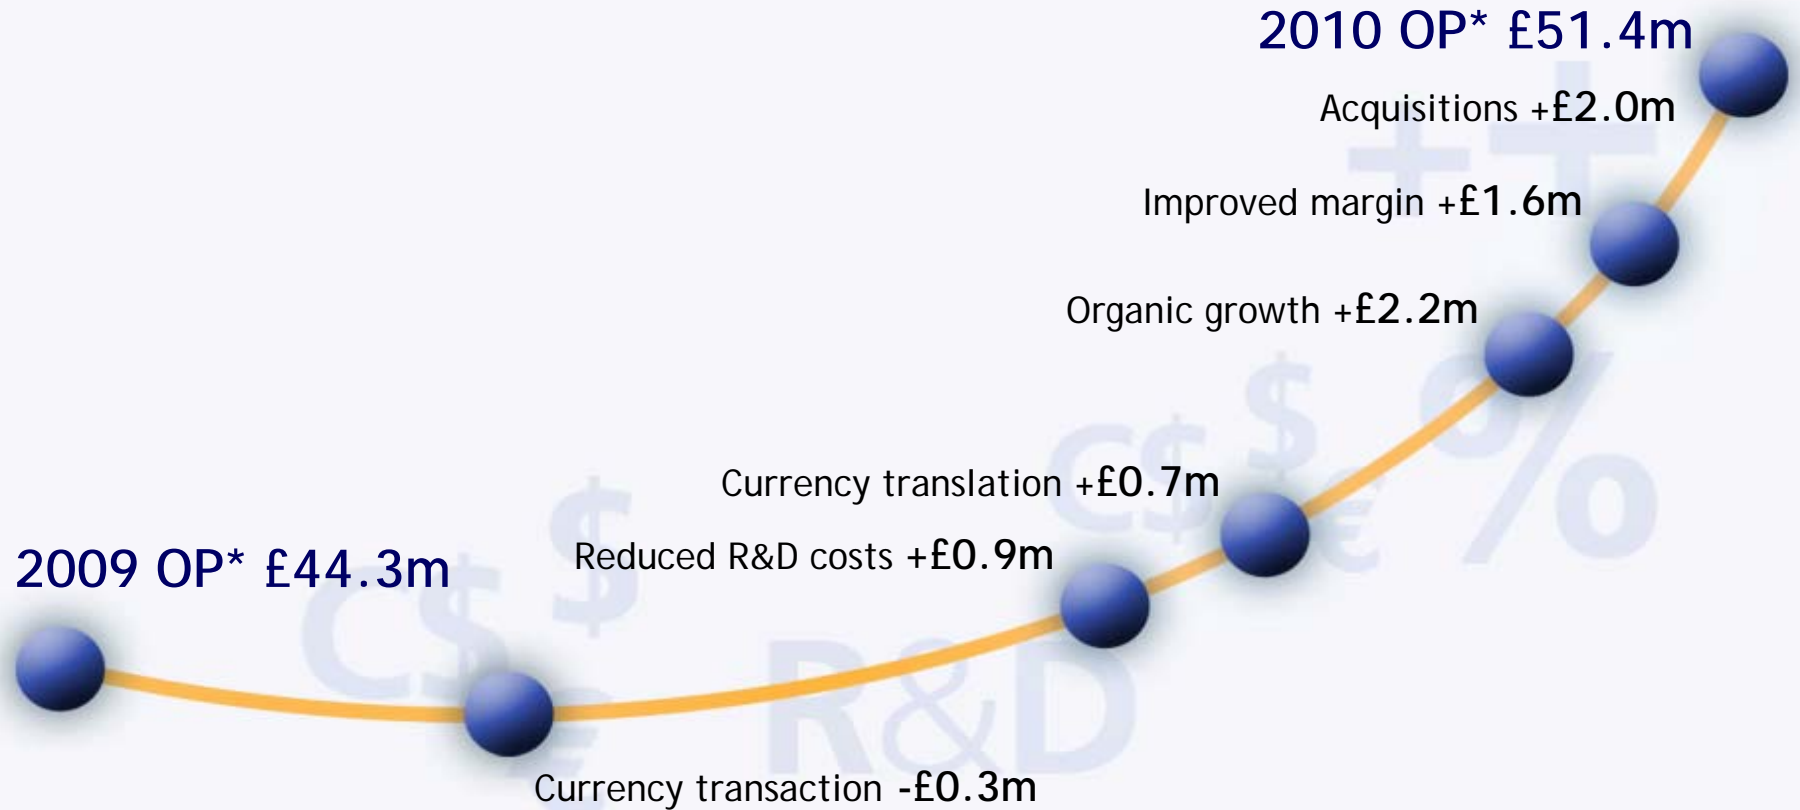 2010 OP* £51.4m
Acquisitions +£2.0m
Improved margin +£1.6m
Organic growth +£2.2m
Currency translation +£0.7m
Reduced R&D costs +£0.9m
2009 OP* £44.3m
Currency transaction -£0.3m
++
$
C$
€
%
$
C$
€
R&D